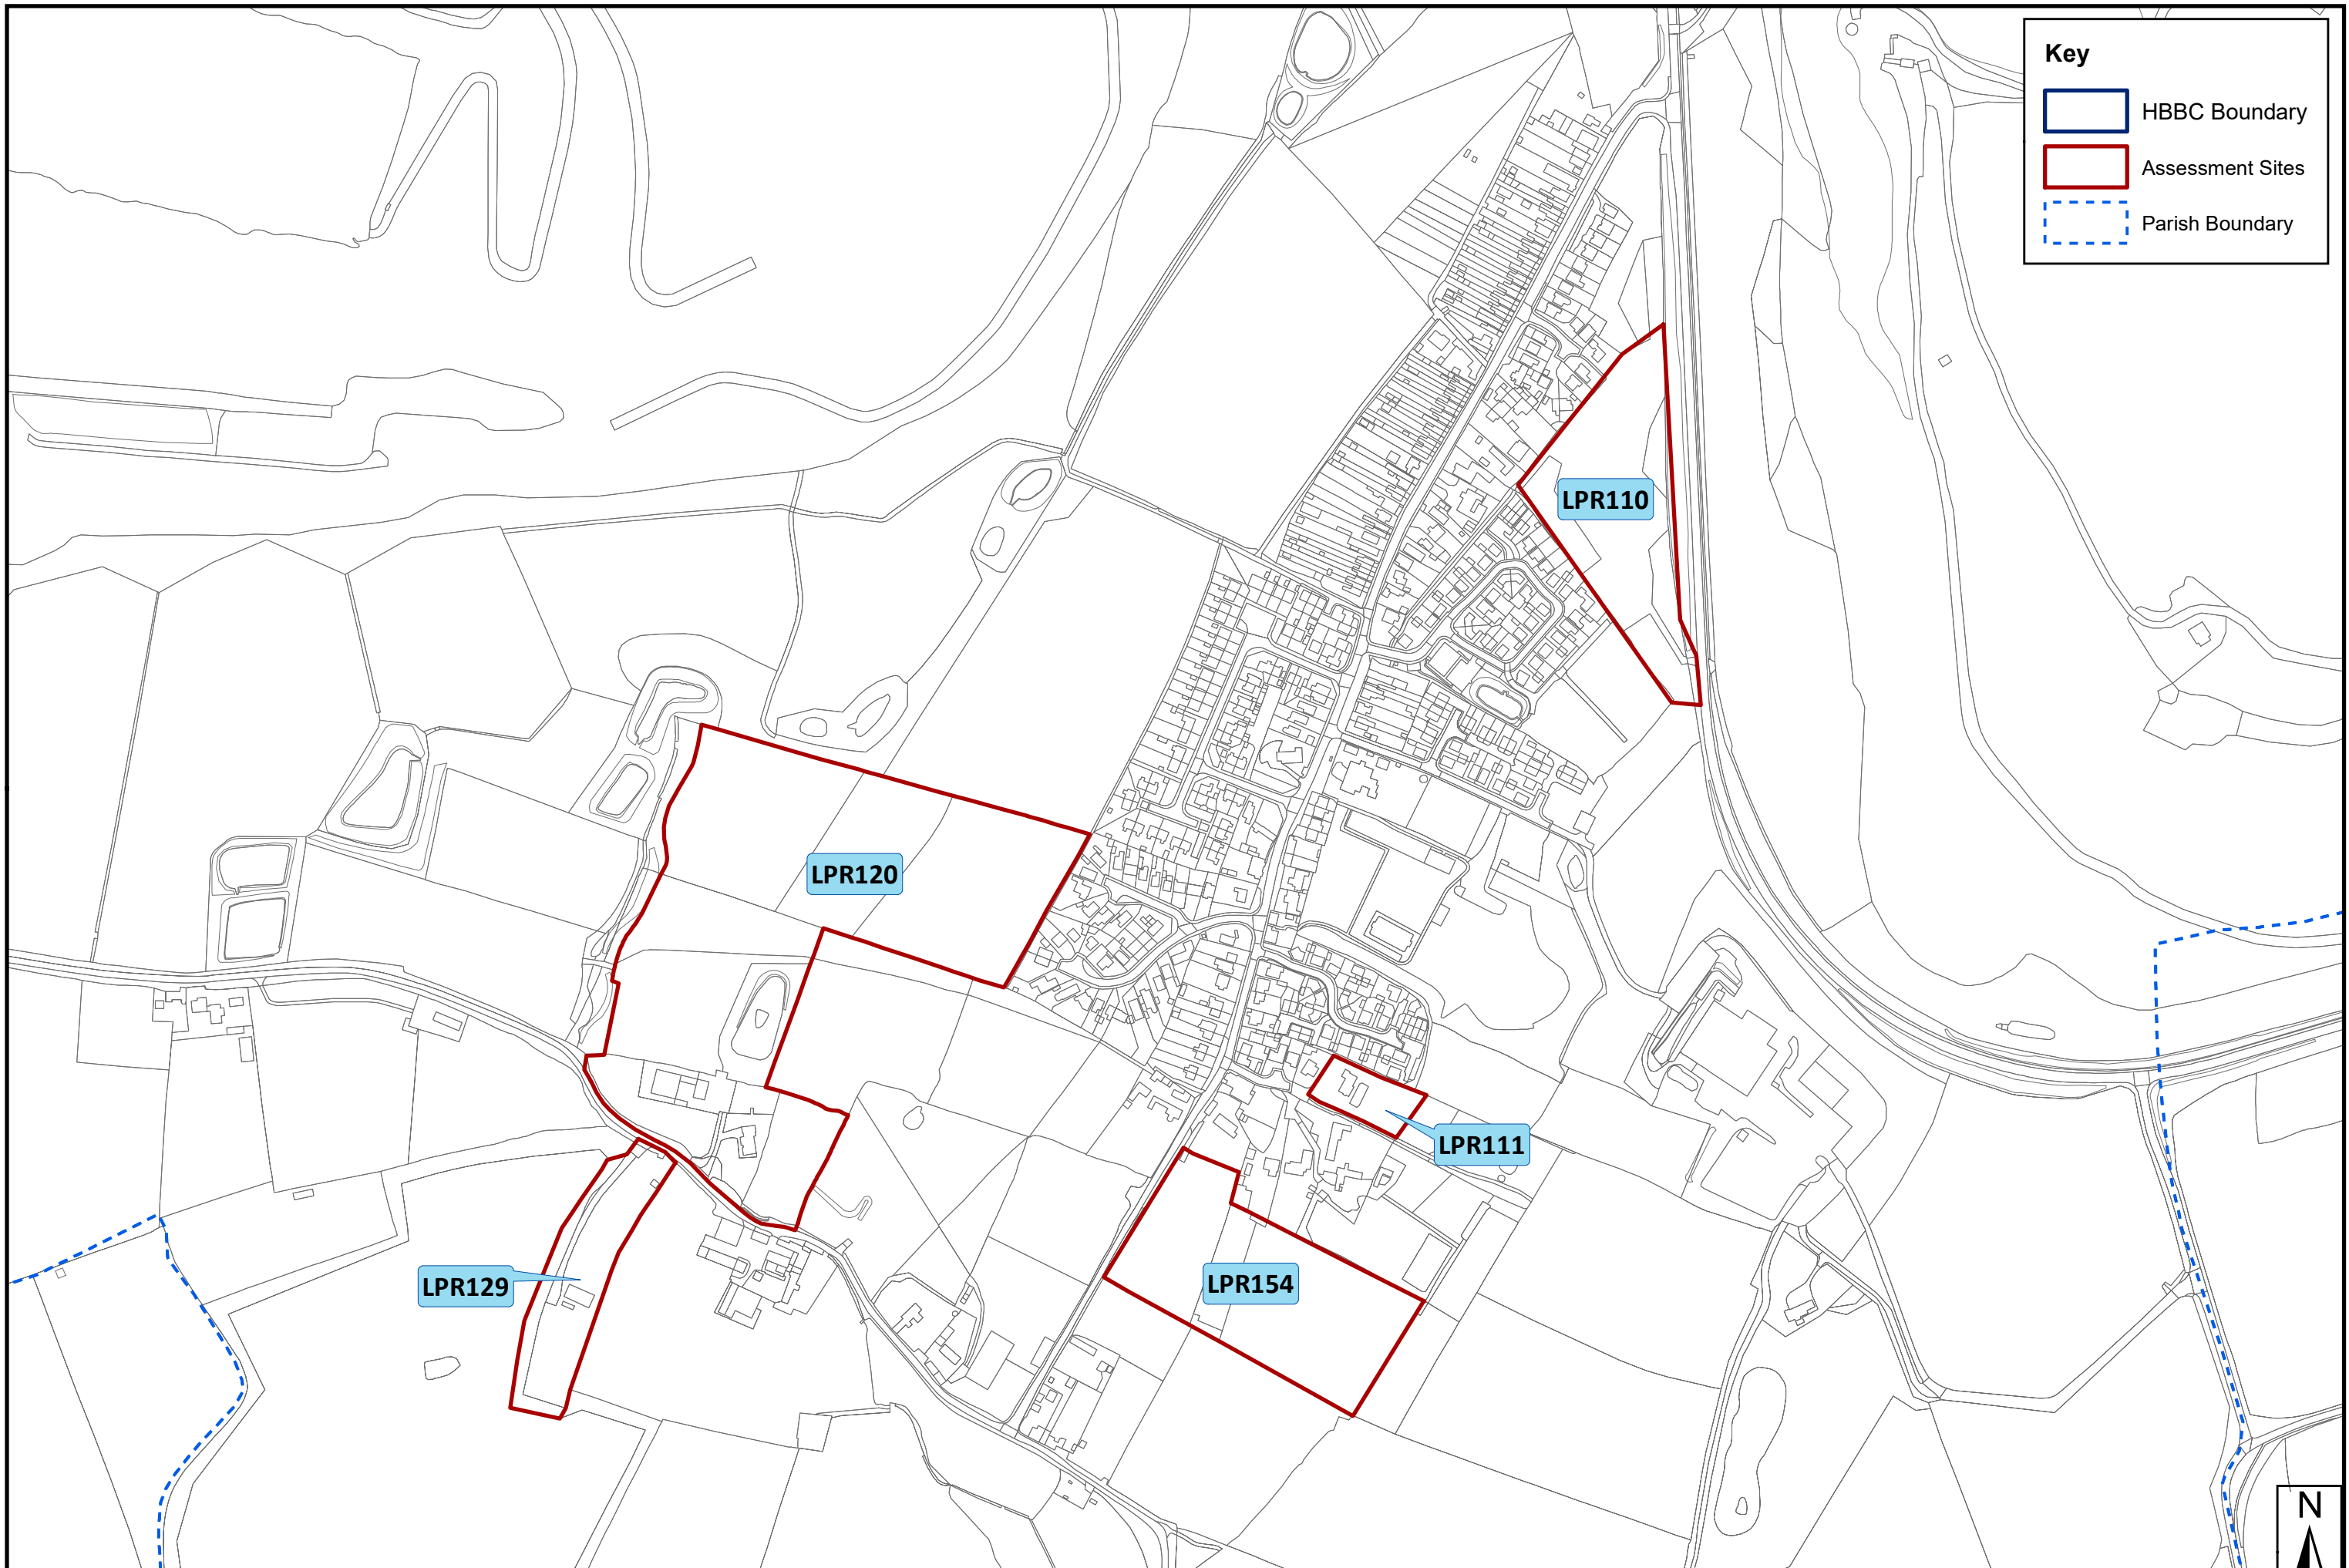 Key
HBBC Boundary
Assessment Sites
Parish Boundary
LPR110
LPR120
LPR111
LPR129
LPR154
N